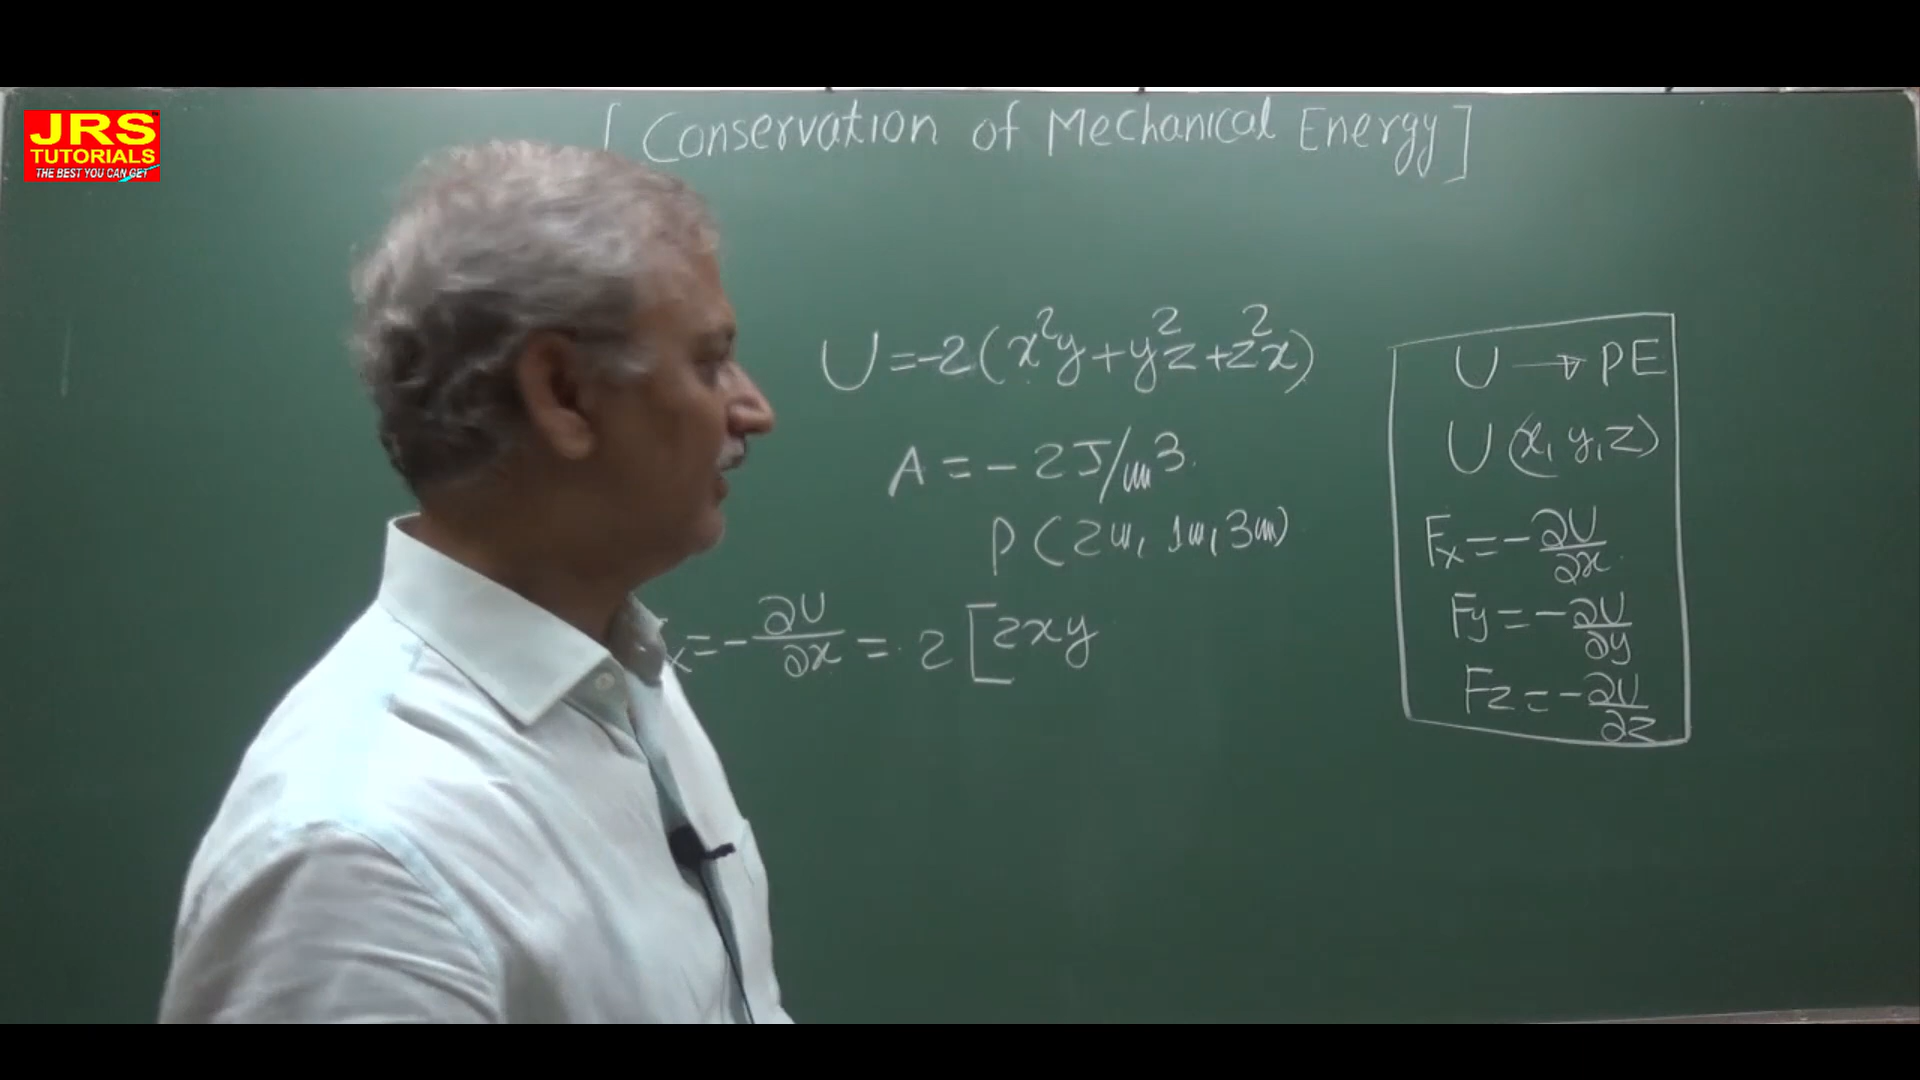 JRS
TUTORIALS
THE BEST YOU CAN GET
[Conservation of Mechanical Energy]
U = -2(x²y + y²z + z²x)
A = -2J/m3.
P(2m, 1m, 3m)
x = -∂U/∂x = 2[2xy
U → PE
U(x, y, z)
Fx = -∂U/∂x
Fy = -∂U/∂y
Fz = -∂U/∂z